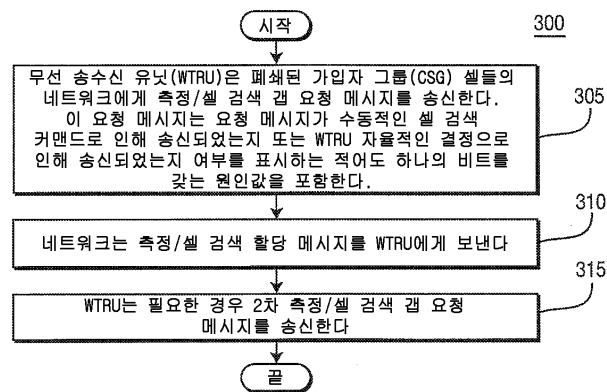 시작
300
무선 송수신 유닛(WTRU)은 폐쇄된 가입자 그룹(CSG) 셀들의
네트워크에게 측정/셀 검색 갭 요청 메시지를 송신한다.
이 요청 메시지는 요청 메시지가 수동적인 셀 검색
커맨드로 인해 송신되었는지 또는 WTRU 자율적인 결정으로
인해 송신되었는지 여부를 표시하는 적어도 하나의 비트를
갖는 원인값을 포함한다.
305
네트워크는 측정/셀 검색 할당 메시지를 WTRU에게 보낸다
310
WTRU는 필요한 경우 2차 측정/셀 검색 갭 요청
메시지를 송신한다
315
끝